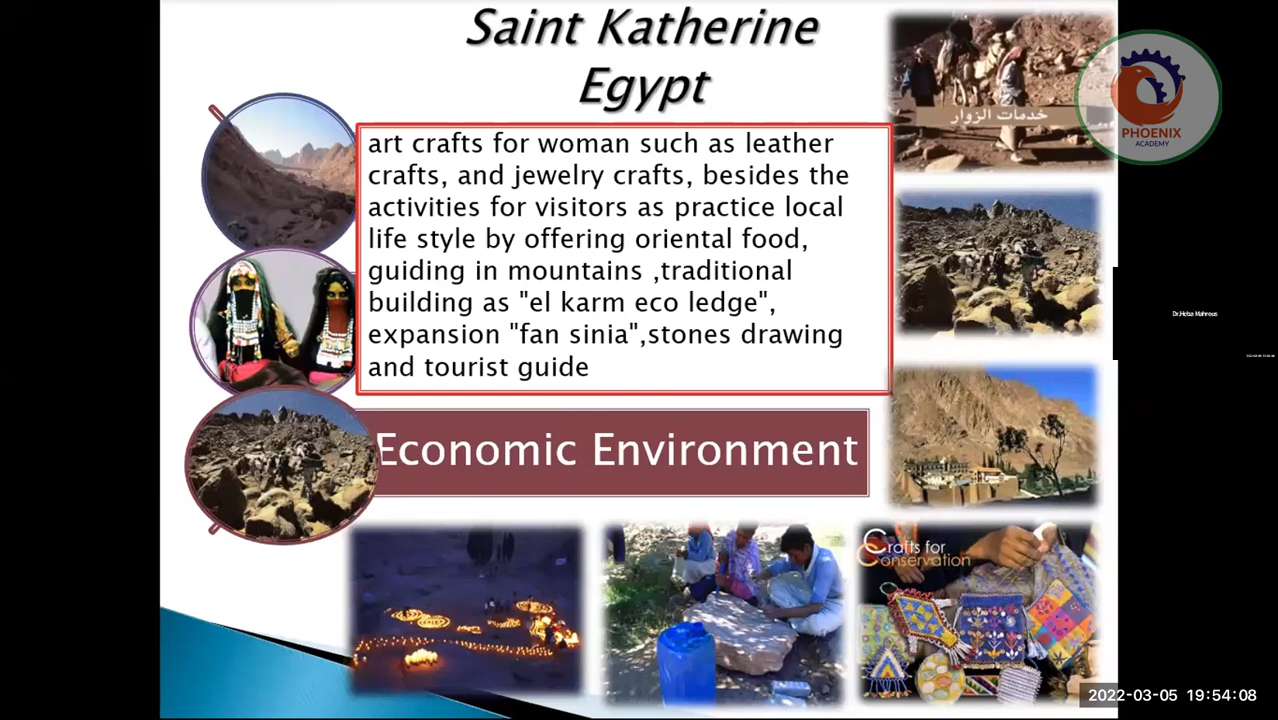 Saint Katherine
Egypt
خدمات الزوار
PHOENIX
ACADEMY
art crafts for woman such as leather
crafts, and jewelry crafts, besides the
activities for visitors as practice local
life style by offering oriental food,
guiding in mountains ,traditional
building as "el karm eco ledge",
expansion "fan sinia",stones drawing
and tourist guide
Dr.Heba Mahrous
Economic Environment
Crafts for
Conservation
2022-03-05 19:54:08